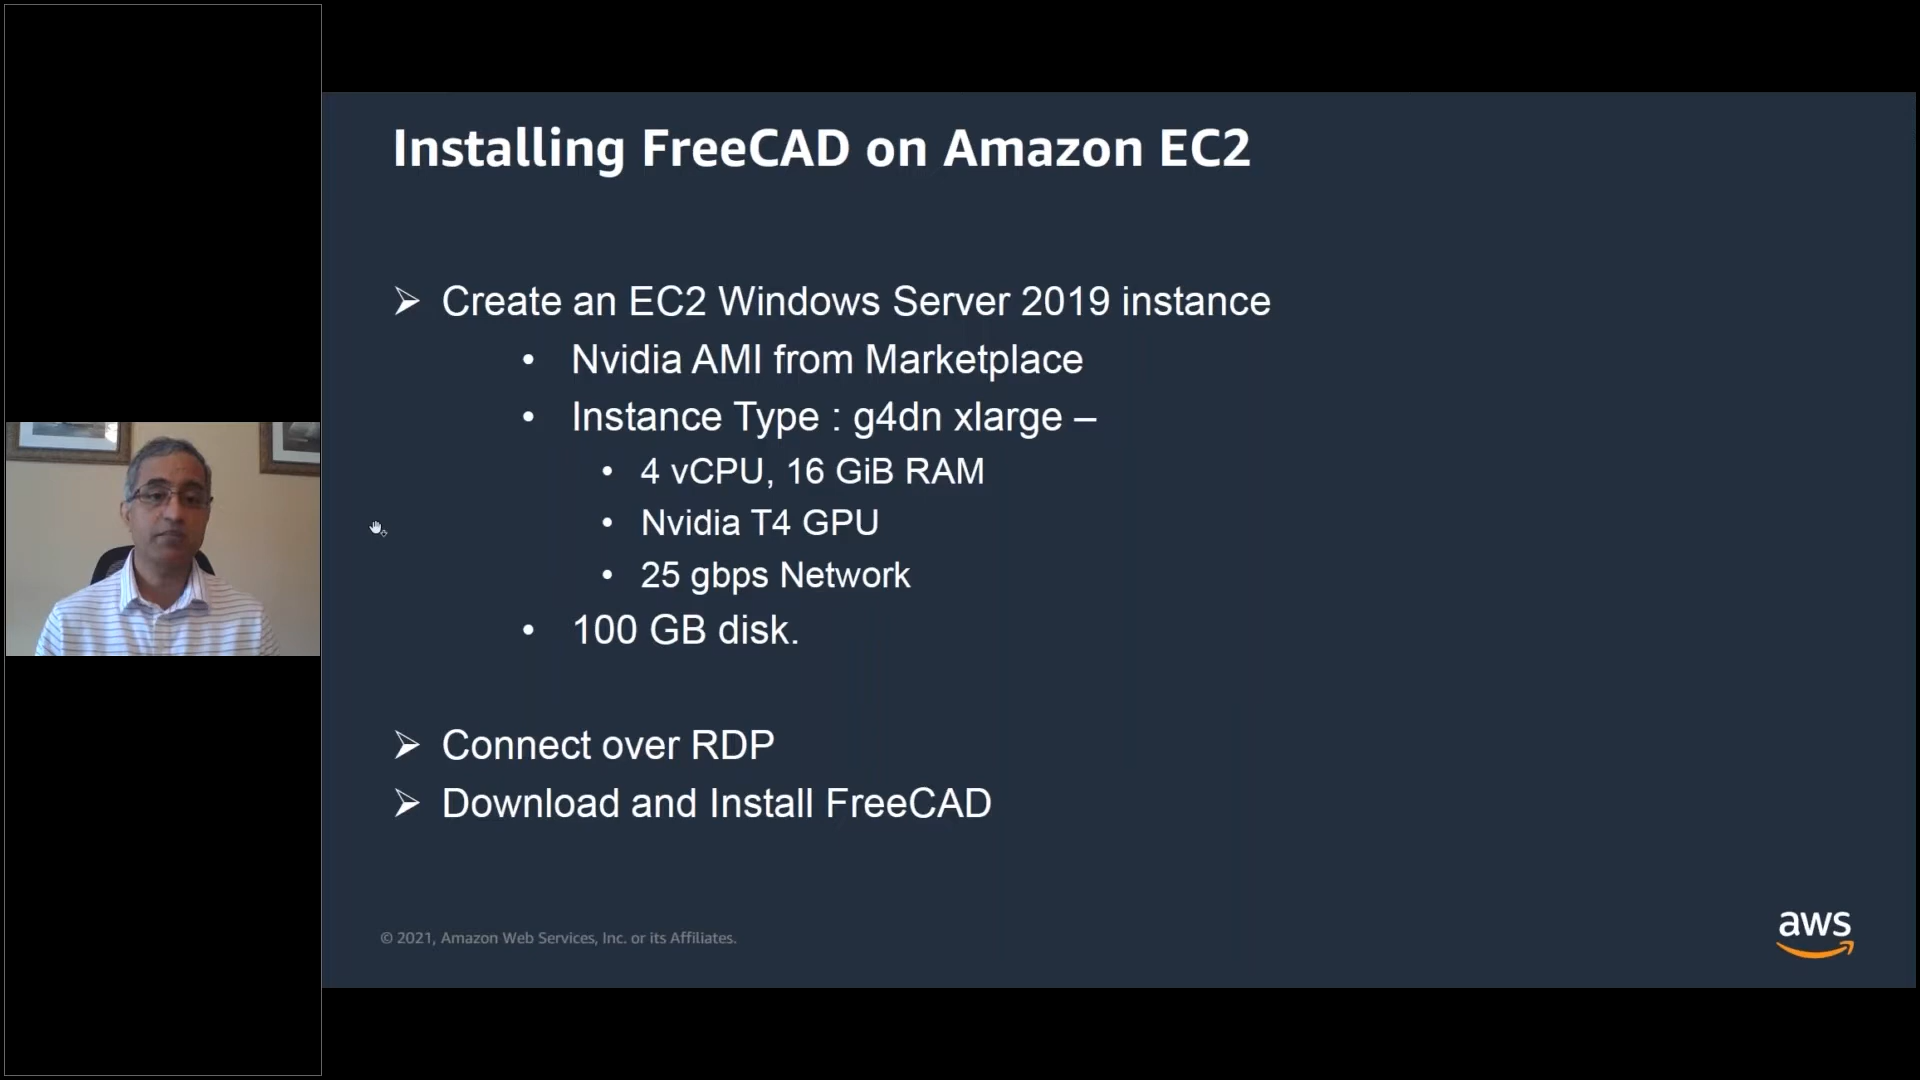 Installing FreeCAD on Amazon EC2
➢ Create an EC2 Windows Server 2019 instance
• Nvidia AMI from Marketplace
• Instance Type : g4dn xlarge –
• 4 vCPU, 16 GiB RAM
• Nvidia T4 GPU
• 25 gbps Network
• 100 GB disk.
➢ Connect over RDP
➢ Download and Install FreeCAD
© 2021, Amazon Web Services, Inc. or its Affiliates.
aws